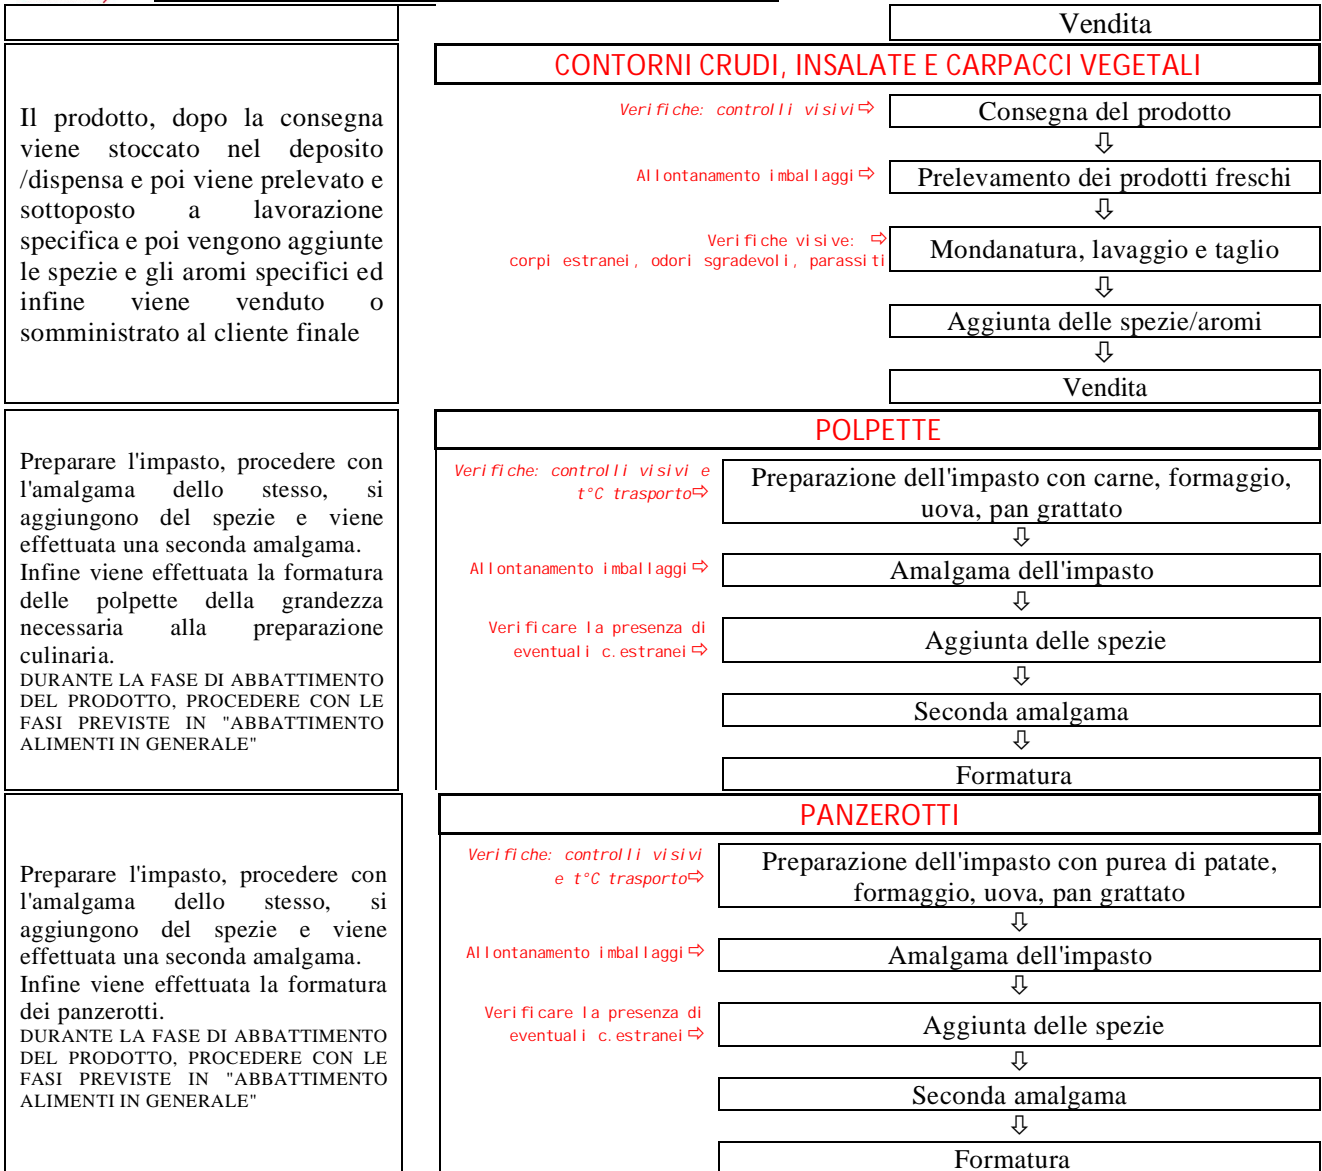 Vendita
CONTORNI CRUDI, INSALATE E CARPACCI VEGETALI
Il prodotto, dopo la consegna
viene stoccato nel deposito
/dispensa e poi viene prelevato e
sottoposto a lavorazione
specifica e poi vengono aggiunte
le spezie e gli aromi specifici ed
infine viene venduto o
somministrato al cliente finale
Verifiche: controlli visivi⇨
Consegna del prodotto
⇩
Allontanamento imballaggi⇨
Prelevamento dei prodotti freschi
⇩
Verifiche visive: ⇨
corpi estranei, odori sgradevoli, parassiti
Mondanatura, lavaggio e taglio
⇩
Aggiunta delle spezie/aromi
⇩
Vendita
POLPETTE
Preparare l'impasto, procedere con
l'amalgama dello stesso, si
aggiungono del spezie e viene
effettuata una seconda amalgama.
Infine viene effettuata la formatura
delle polpette della grandezza
necessaria alla preparazione
culinaria.
DURANTE LA FASE DI ABBATTIMENTO
DEL PRODOTTO, PROCEDERE CON LE
FASI PREVISTE IN "ABBATTIMENTO
ALIMENTI IN GENERALE"
Verifiche: controlli visivi e
t°C trasporto⇨
Preparazione dell'impasto con carne, formaggio,
uova, pan grattato
⇩
Allontanamento imballaggi⇨
Amalgama dell'impasto
⇩
Verificare la presenza di
eventuali c.estranei⇨
Aggiunta delle spezie
⇩
Seconda amalgama
⇩
Formatura
PANZEROTTI
Preparare l'impasto, procedere con
l'amalgama dello stesso, si
aggiungono del spezie e viene
effettuata una seconda amalgama.
Infine viene effettuata la formatura
dei panzerotti.
DURANTE LA FASE DI ABBATTIMENTO
DEL PRODOTTO, PROCEDERE CON LE
FASI PREVISTE IN "ABBATTIMENTO
ALIMENTI IN GENERALE"
Verifiche: controlli visivi
e t°C trasporto⇨
Preparazione dell'impasto con purea di patate,
formaggio, uova, pan grattato
⇩
Allontanamento imballaggi⇨
Amalgama dell'impasto
⇩
Verificare la presenza di
eventuali c.estranei⇨
Aggiunta delle spezie
⇩
Seconda amalgama
⇩
Formatura